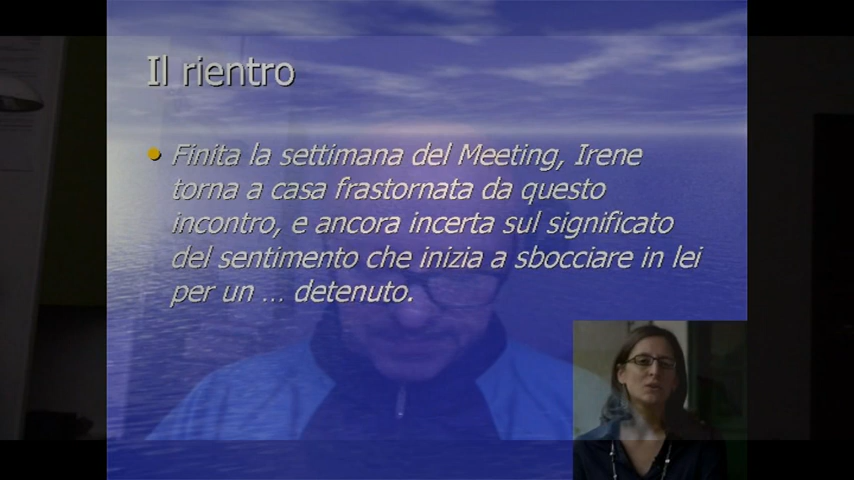 Il rientro
• Finita la settimana del Meeting, Irene
torna a casa frastornata da questo
incontro, e ancora incerta sul significato
del sentimento che inizia a sbocciare in lei
per un … detenuto.